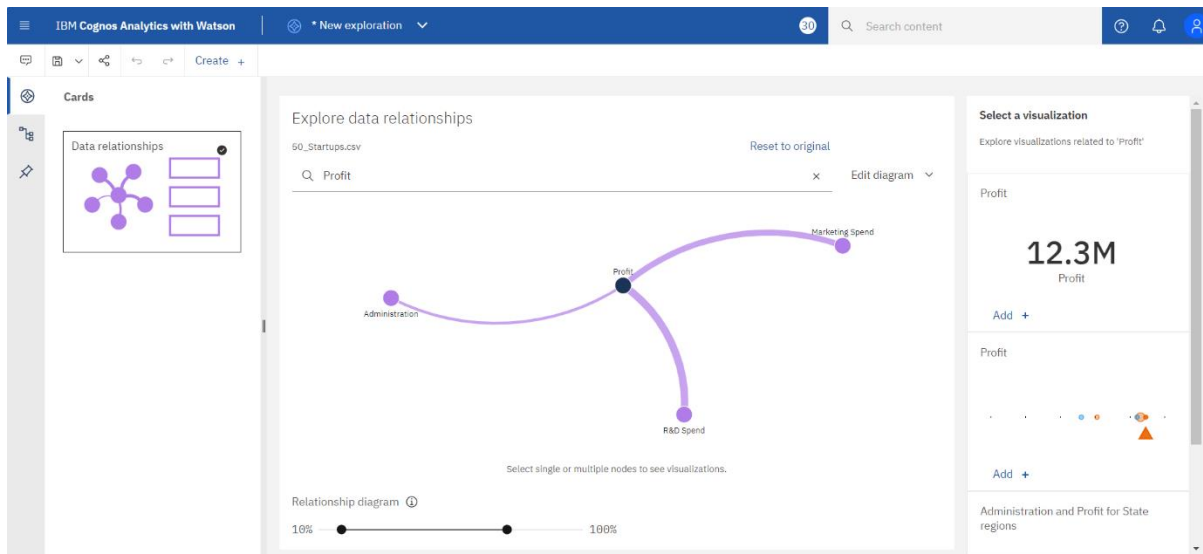 IBM Cognos Analytics with Watson
* New exploration
30
Search content
Create +
Cards
Data relationships
Explore data relationships
50_Startups.csv
Reset to original
Profit
Edit diagram
Marketing Spend
Profit
Administration
R&D Spend
Select single or multiple nodes to see visualizations.
Relationship diagram
10%
100%
Select a visualization
Explore visualizations related to 'Profit'
Profit
12.3M
Profit
Add +
Profit
Add +
Administration and Profit for State
regions